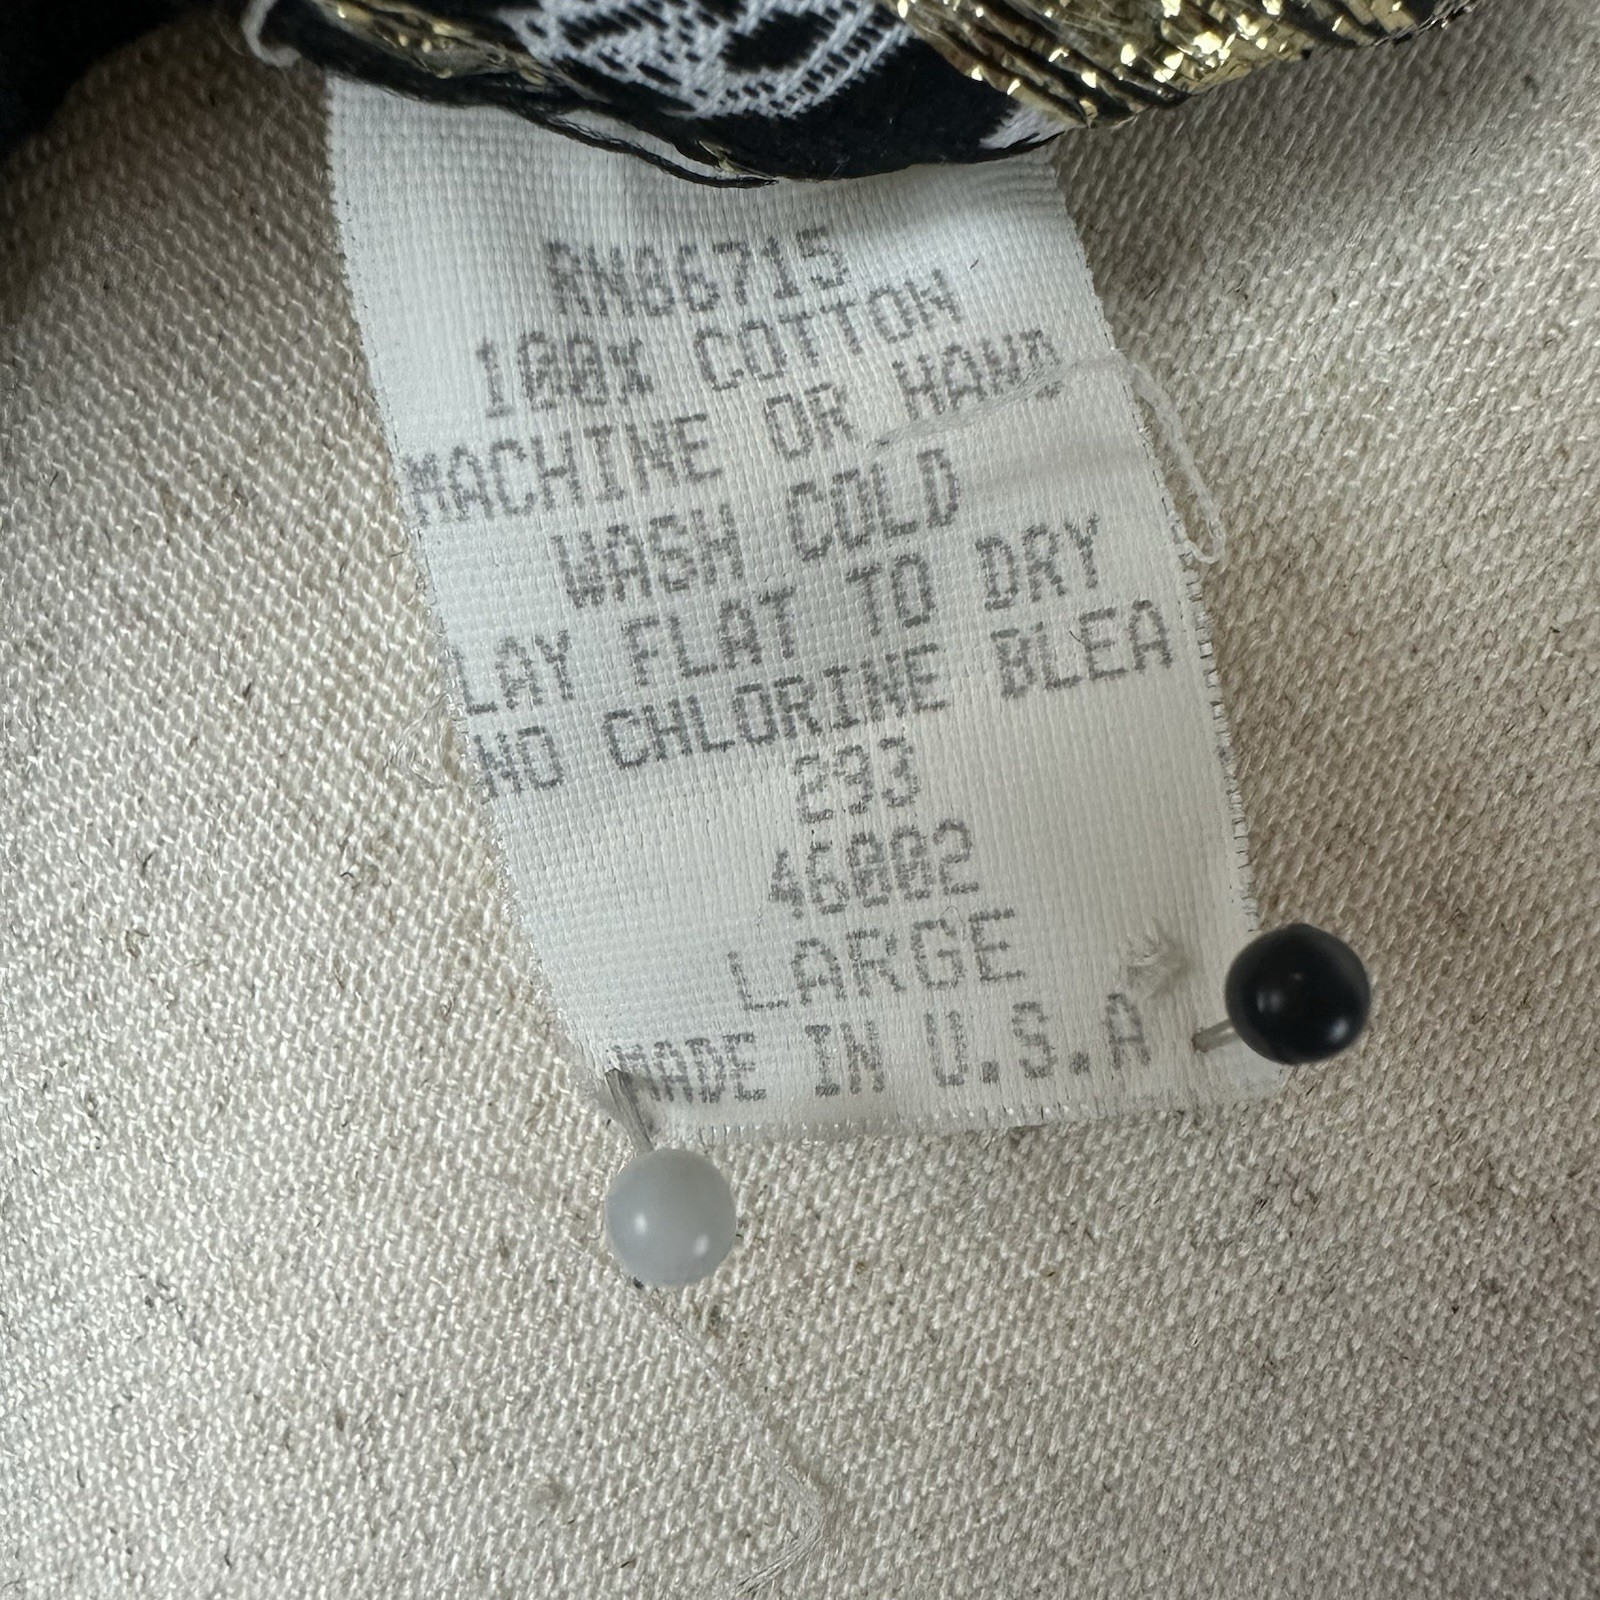 RN86715
100% COTTON
MACHINE OR HAND
WASH COLD
LAY FLAT TO DRY
NO CHLORINE BLEA
293
46002
LARGE
MADE IN U.S.A